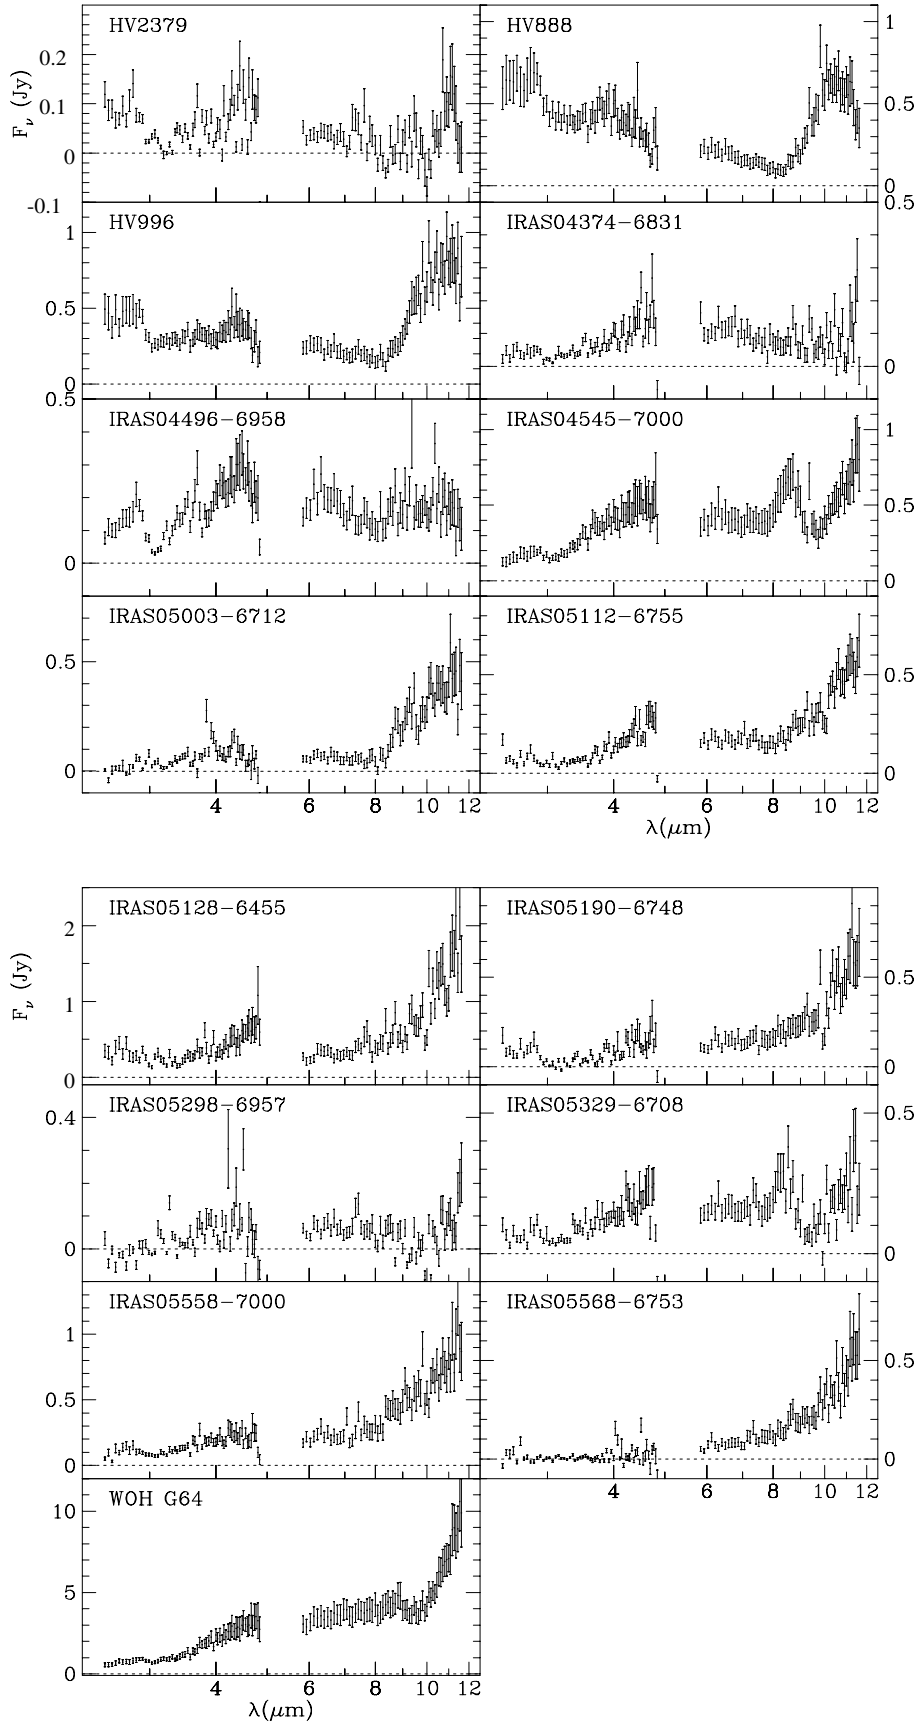 HV2379 HV888 1
0.2
F_ν (Jy) 0.1 0.5
0
0
-0.1 0.5
HV996 IRAS04374−6831
1
0.5
0
0
0.5
IRAS04496−6958 IRAS04545−7000
1
0.5
0 0
IRAS05003−6712 IRAS05112−6755
0.5 0.5
0 0
4 6 8 10 4 6 8 10 12
λ(μm)
IRAS05128−6455 IRAS05190−6748
2
F_ν (Jy) 0.5
1
0 0
IRAS05298−6957 IRAS05329−6708
0.4 0.5
0 0
IRAS05558−7000 IRAS05568−6753
1
0.5
0.5
0 0
4 6 8 10 12
WOH G64
10
5
0
4 6 8 10 12
λ(μm)